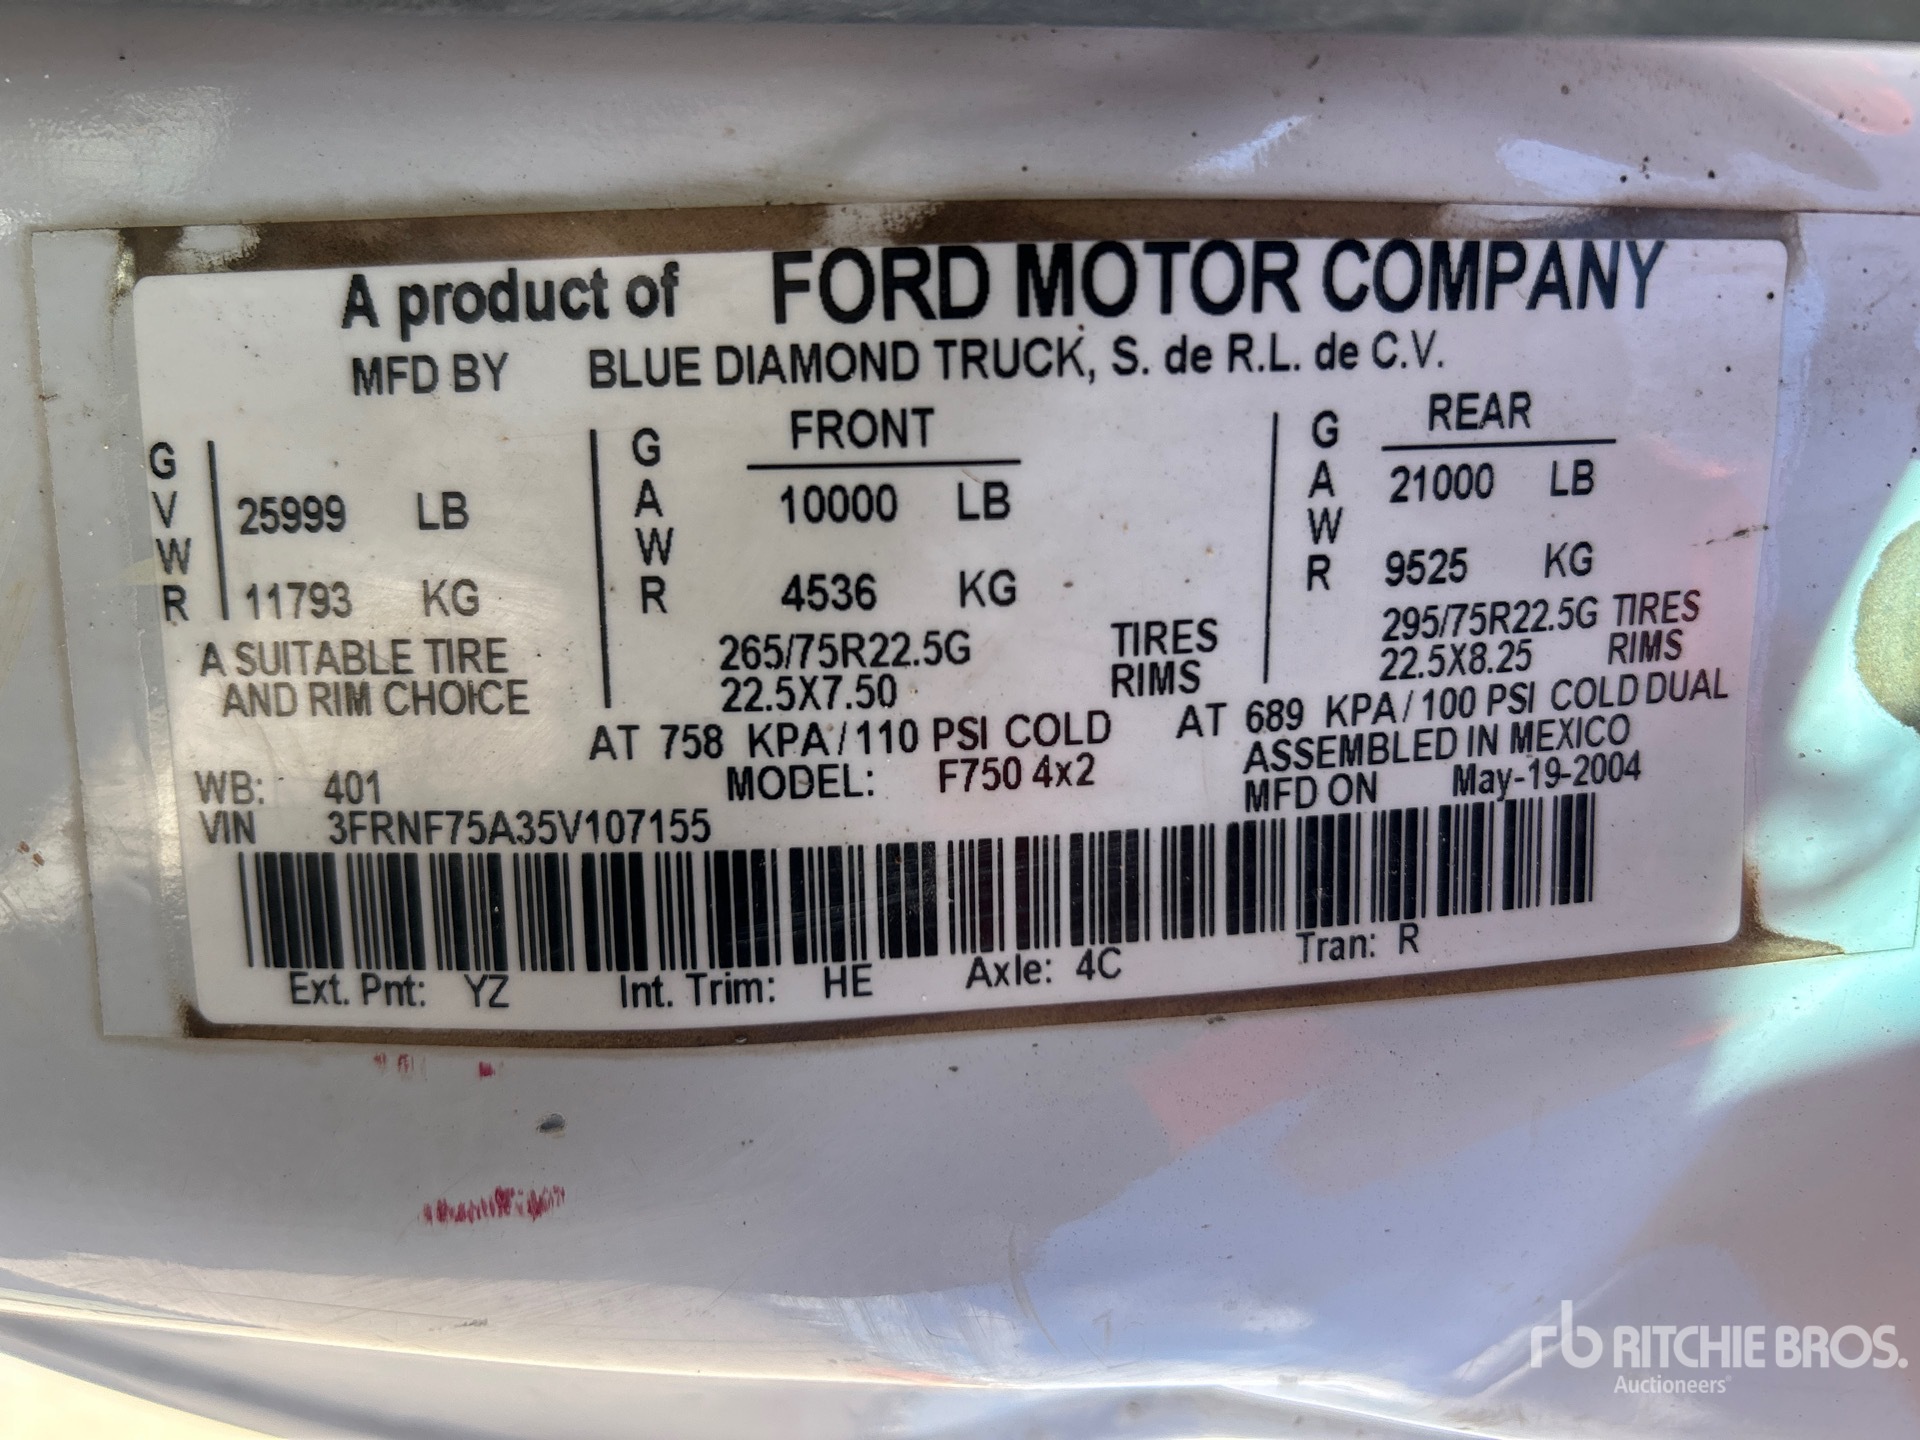 A product of FORD MOTOR COMPANY
MFD BY BLUE DIAMOND TRUCK, S. de R.L. de C.V.
GVWR 25999 LB 11793 KG
GAWR FRONT 10000 LB 4536 KG
GAWR REAR 21000 LB 9525 KG
A SUITABLE TIRE AND RIM CHOICE
265/75R22.5G TIRES
22.5X7.50 RIMS
AT 758 KPA/110 PSI COLD
295/75R22.5G TIRES
22.5X8.25 RIMS
AT 689 KPA/100 PSI COLD DUAL
ASSEMBLED IN MEXICO
WB: 401 MODEL: F750 4x2 MFD ON May-19-2004
VIN 3FRNF75A35V107155
Ext. Pnt: YZ Int. Trim: HE Axle: 4C Tran: R
rb RITCHIE BROS.
Auctioneers